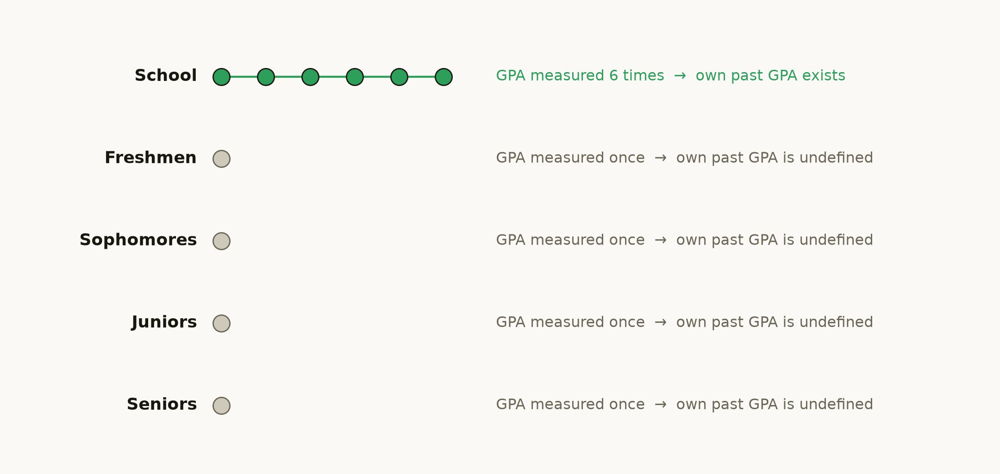 School GPA measured 6 times → own past GPA exists
Freshmen GPA measured once → own past GPA is undefined
Sophomores GPA measured once → own past GPA is undefined
Juniors GPA measured once → own past GPA is undefined
Seniors GPA measured once → own past GPA is undefined